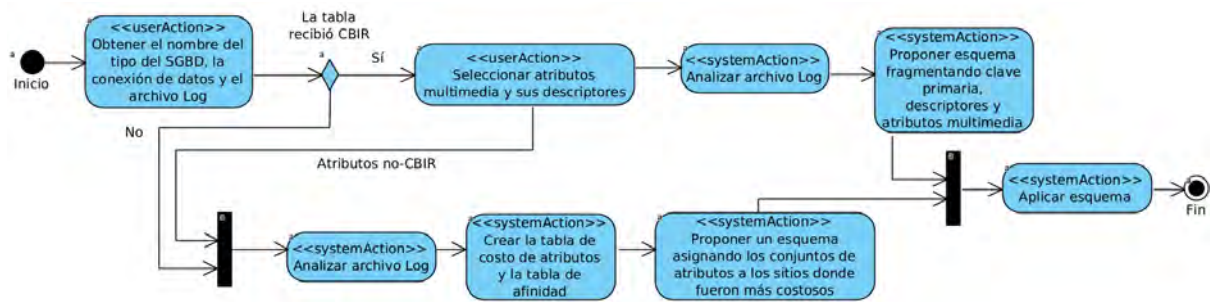 Inicio
<<userAction>>
Obtener el nombre del
tipo del SGBD, la
conexión de datos y el
archivo Log
La tabla
recibió CBIR
Sí
No
<<userAction>>
Seleccionar atributos
multimedia y sus descriptores
Atributos no-CBIR
<<systemAction>>
Analizar archivo Log
<<systemAction>>
Proponer esquema
fragmentando clave
primaria,
descriptores y
atributos multimedia
<<systemAction>>
Analizar archivo Log
<<systemAction>>
Crear la tabla de
costo de atributos
y la tabla de
afinidad
<<systemAction>>
Proponer un esquema
asignando los conjuntos de
atributos a los sitios donde
fueron más costosos
<<systemAction>>
Aplicar esquema
Fin